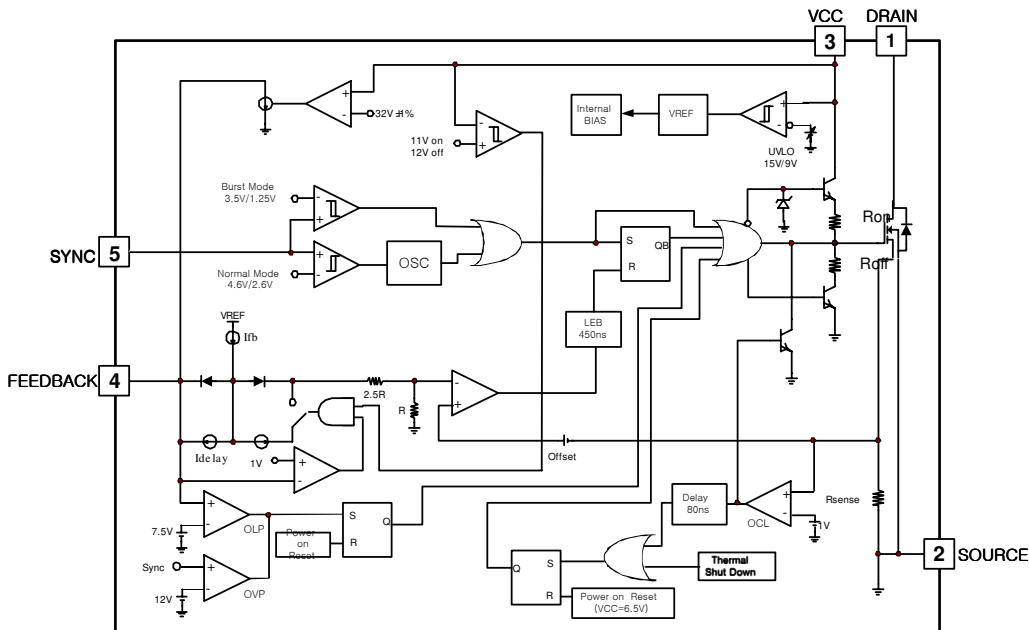 VCC DRAIN
3 1
+
-
32V ±1%
-
+
11V on
12V off
Internal
BIAS
VREF
+
-
UVLO
15V/9V
Burst Mode
3.5V/1.25V
-
+
SYNC 5
+
-
Normal Mode
4.6V/2.6V
OSC
S
QB
R
Ron
Roff
LEB
450ns
VREF
Ifb
FEEDBACK 4
2.5R
R
-
+
Idelay
1V
+
-
Offset
7.5V
+
-
OLP
Power
on
Reset
S
Q
R
Sync
+
-
12V
OVP
Delay
80ns
+
-
OCL
Rsense
1V
Q
S
R
Thermal
Shut Down
Power on Reset
(VCC=6.5V)
2 SOURCE